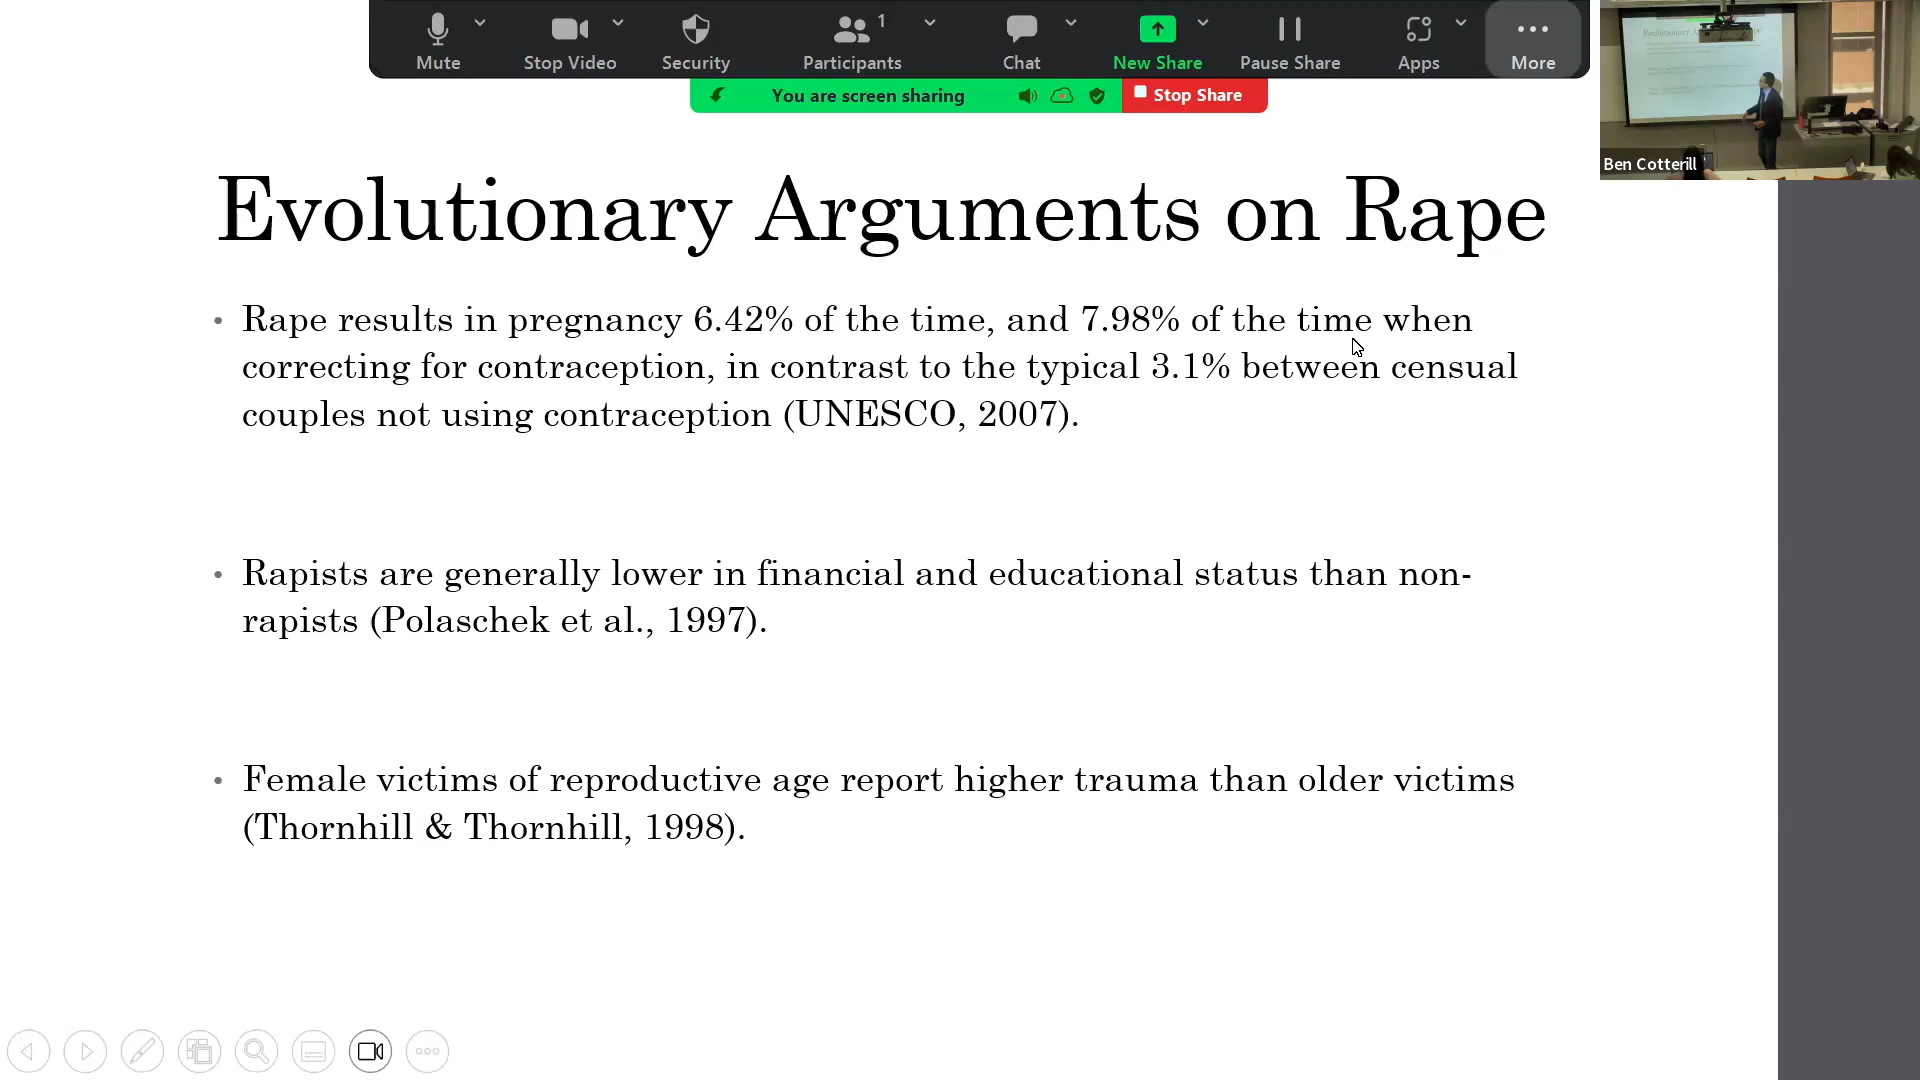 Mute
Stop Video
Security
1
Participants
Chat
New Share
Pause Share
Apps
More
You are screen sharing
Stop Share
Ben Cotterill
Evolutionary Arguments on Rape
• Rape results in pregnancy 6.42% of the time, and 7.98% of the time when
correcting for contraception, in contrast to the typical 3.1% between censual
couples not using contraception (UNESCO, 2007).
• Rapists are generally lower in financial and educational status than non-
rapists (Polaschek et al., 1997).
• Female victims of reproductive age report higher trauma than older victims
(Thornhill & Thornhill, 1998).